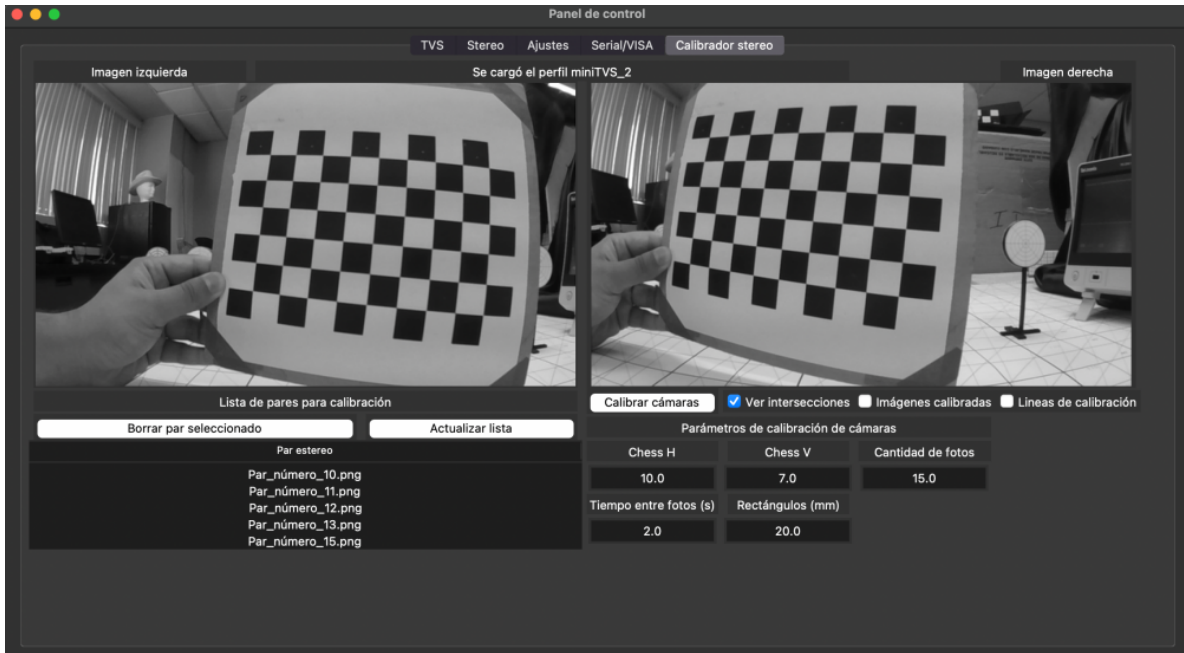 Panel de control
TVS Stereo Ajustes Serial/VISA Calibrador stereo
Imagen izquierda Se cargó el perfil miniTVS_2 Imagen derecha
Lista de pares para calibración
Calibrar cámaras Ver intersecciones Imágenes calibradas Lineas de calibración
Borrar par seleccionado Actualizar lista
Parámetros de calibración de cámaras
Par estereo
Chess H Chess V Cantidad de fotos
10.0 7.0 15.0
Par_número_10.png
Par_número_11.png
Par_número_12.png
Par_número_13.png
Par_número_15.png
Tiempo entre fotos (s) Rectángulos (mm)
2.0 20.0